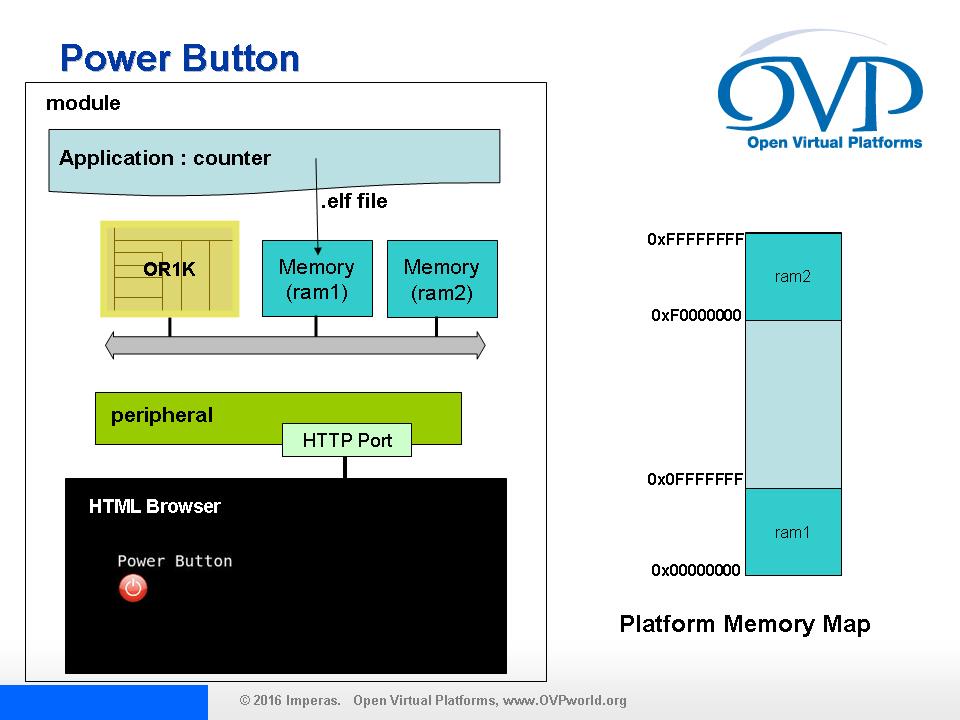 Power Button
OVP
Open Virtual Platforms
module
Application : counter
.elf file
OR1K
Memory
(ram1)
Memory
(ram2)
peripheral
HTTP Port
HTML Browser
Power Button
0xFFFFFFFF
ram2
0xF0000000
0x0FFFFFFF
ram1
0x00000000
Platform Memory Map
© 2016 Imperas. Open Virtual Platforms, www.OVPworld.org